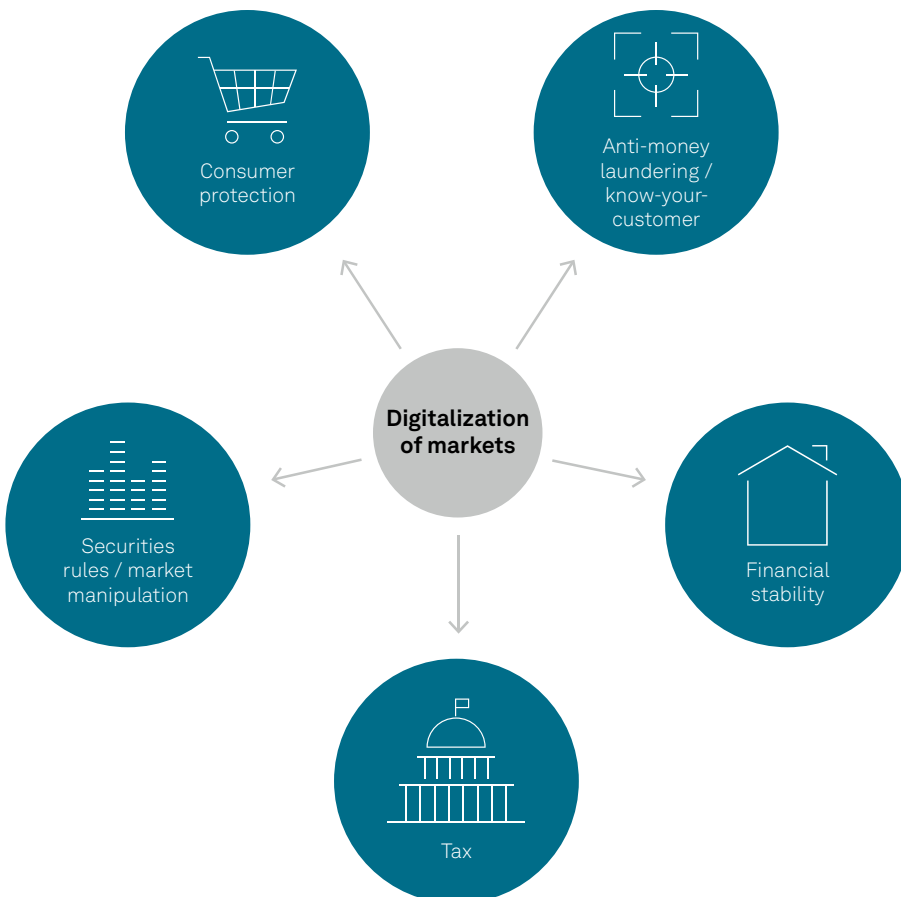 Consumer
protection
Anti-money
laundering /
know-your-
customer
Digitalization
of markets
Securities
rules / market
manipulation
Financial
stability
Tax